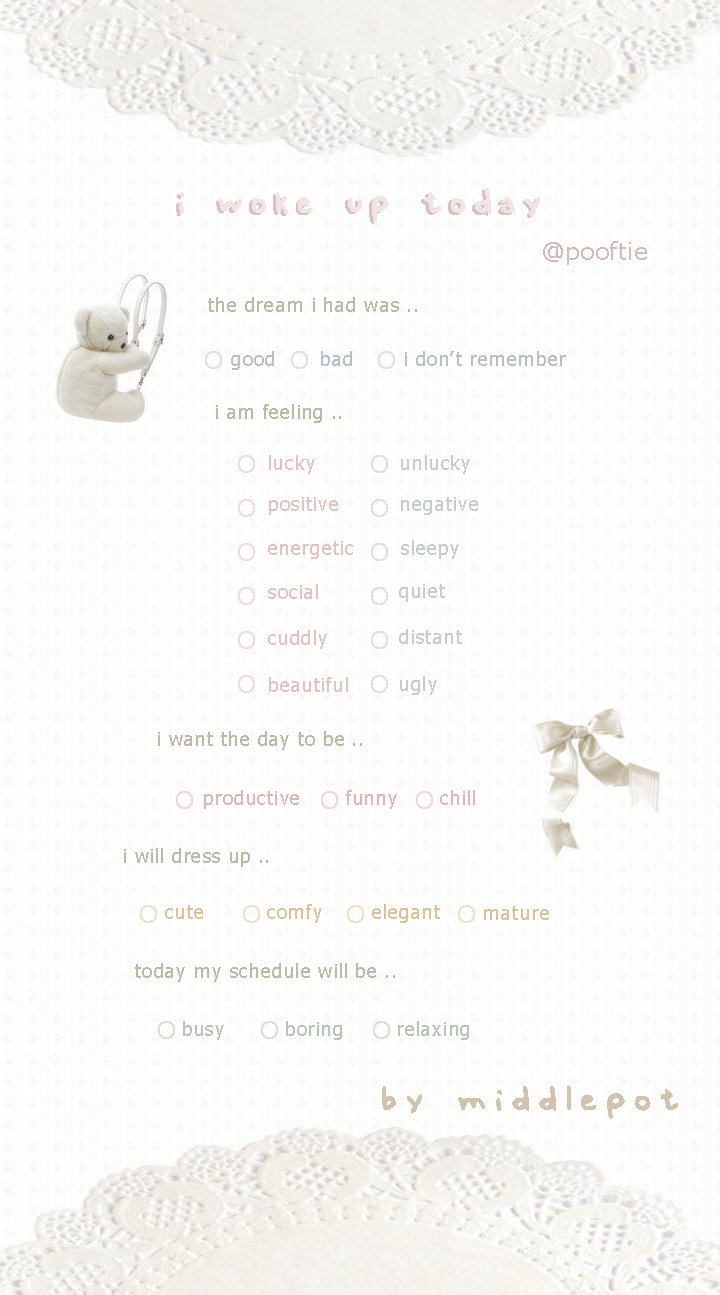 i woke up today
@pooftie
the dream i had was ..
good bad i don’t remember
i am feeling ..
lucky unlucky
positive negative
energetic sleepy
social quiet
cuddly distant
beautiful ugly
i want the day to be ..
productive funny chill
i will dress up ..
cute comfy elegant mature
today my schedule will be ..
busy boring relaxing
by middlepot